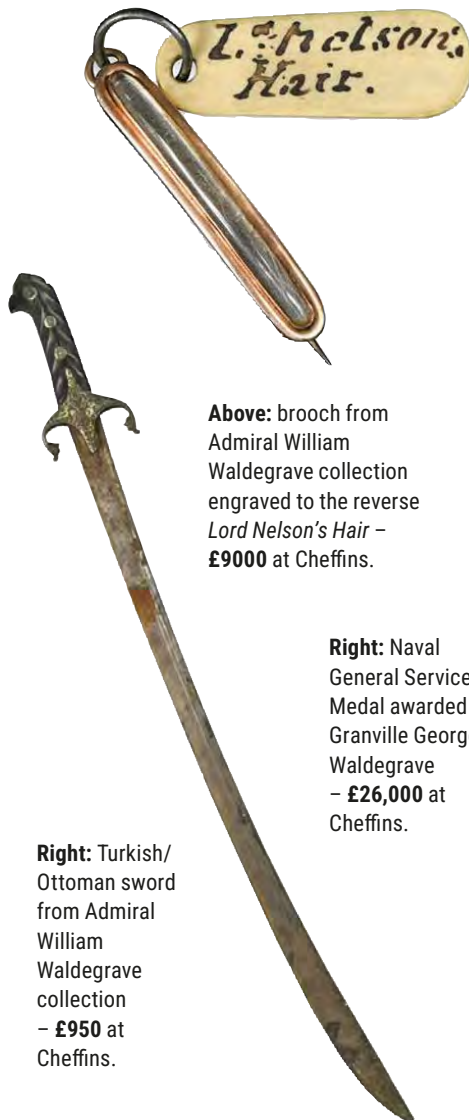 Ld. Nelson's
Hair.
Above: brooch from
Admiral William
Waldegrave collection
engraved to the reverse
Lord Nelson’s Hair –
£9000 at Cheffins.
Right: Naval
General Service
Medal awarded
Granville Georg
Waldegrave
– £26,000 at
Cheffins.
Right: Turkish/
Ottoman sword
from Admiral
William
Waldegrave
collection
– £950 at
Cheffins.